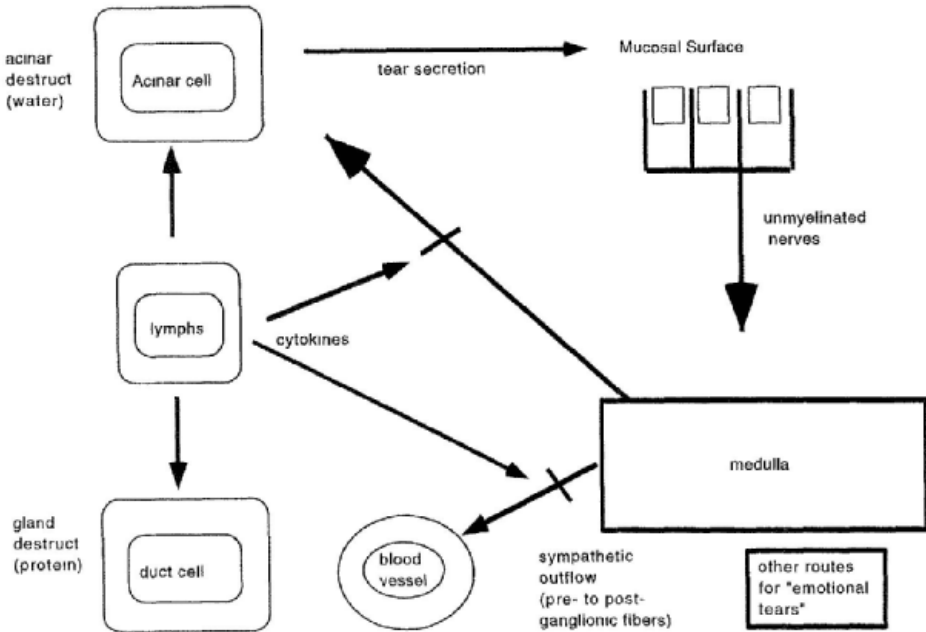 acinar
destruct
(water)
Acinar cell
tear secretion
Mucosal Surface
unmyelinated
nerves
lymphs
cytokines
medulla
gland
destruct
(protein)
duct cell
blood
vessel
sympathetic
outflow
(pre- to post-
ganglionic fibers)
other routes
for "emotional
tears"